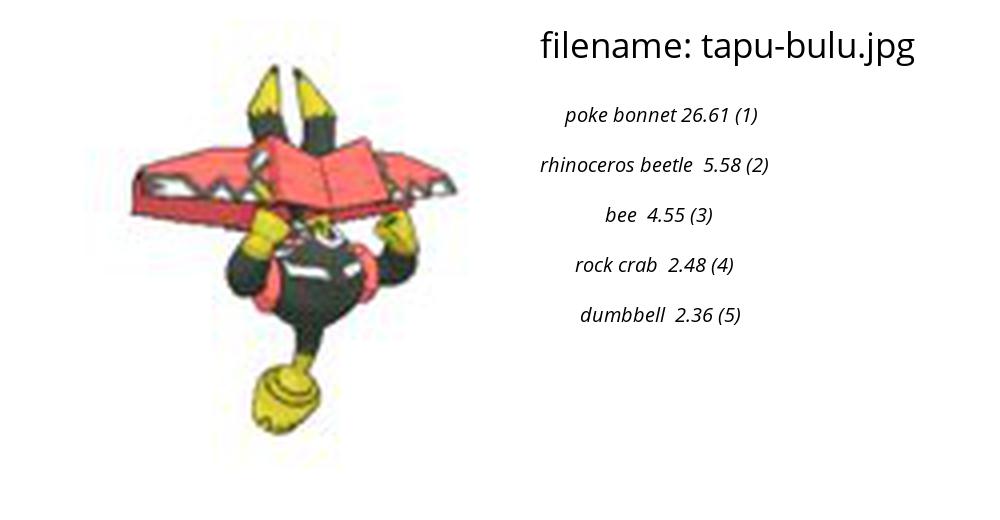 filename: tapu-bulu.jpg
poke bonnet 26.61 (1)
rhinoceros beetle  5.58 (2)
bee  4.55 (3)
rock crab  2.48 (4)
dumbbell  2.36 (5)